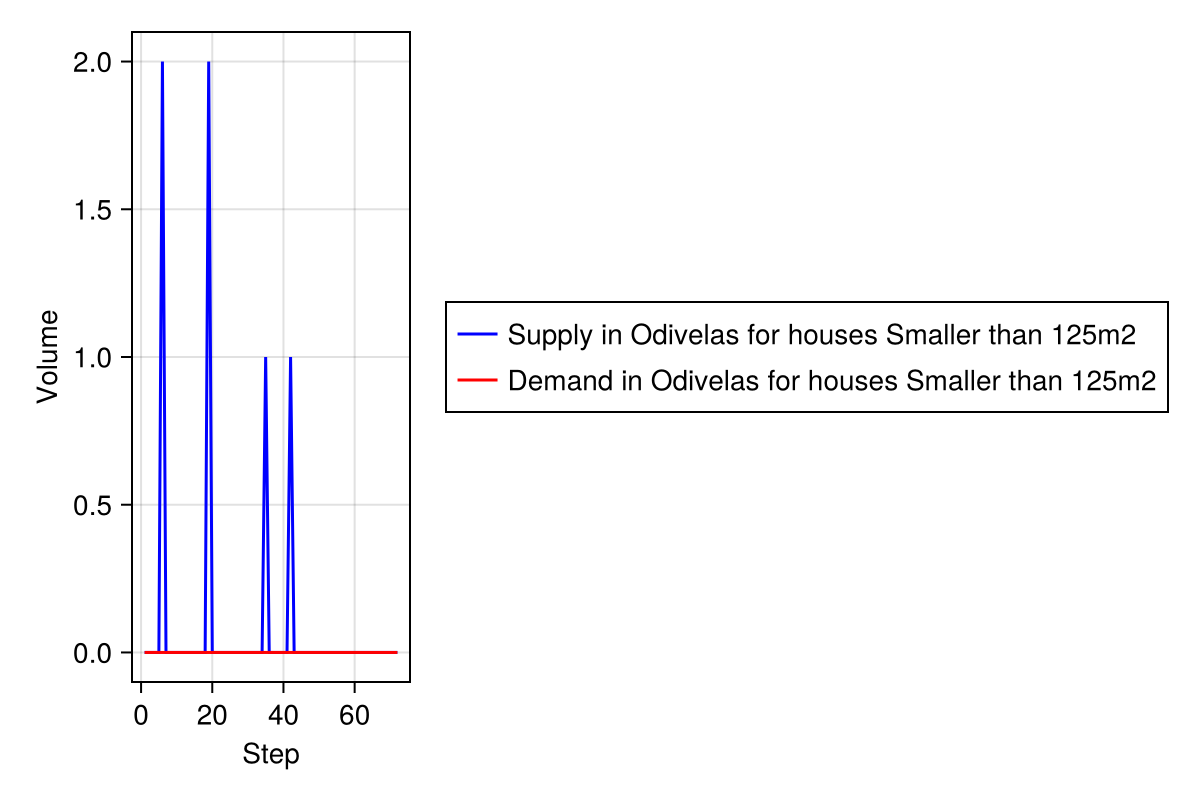 2.0
1.5
1.0
0.5
0.0
Volume
0 20 40 60
Step
Supply in Odivelas for houses Smaller than 125m2
Demand in Odivelas for houses Smaller than 125m2